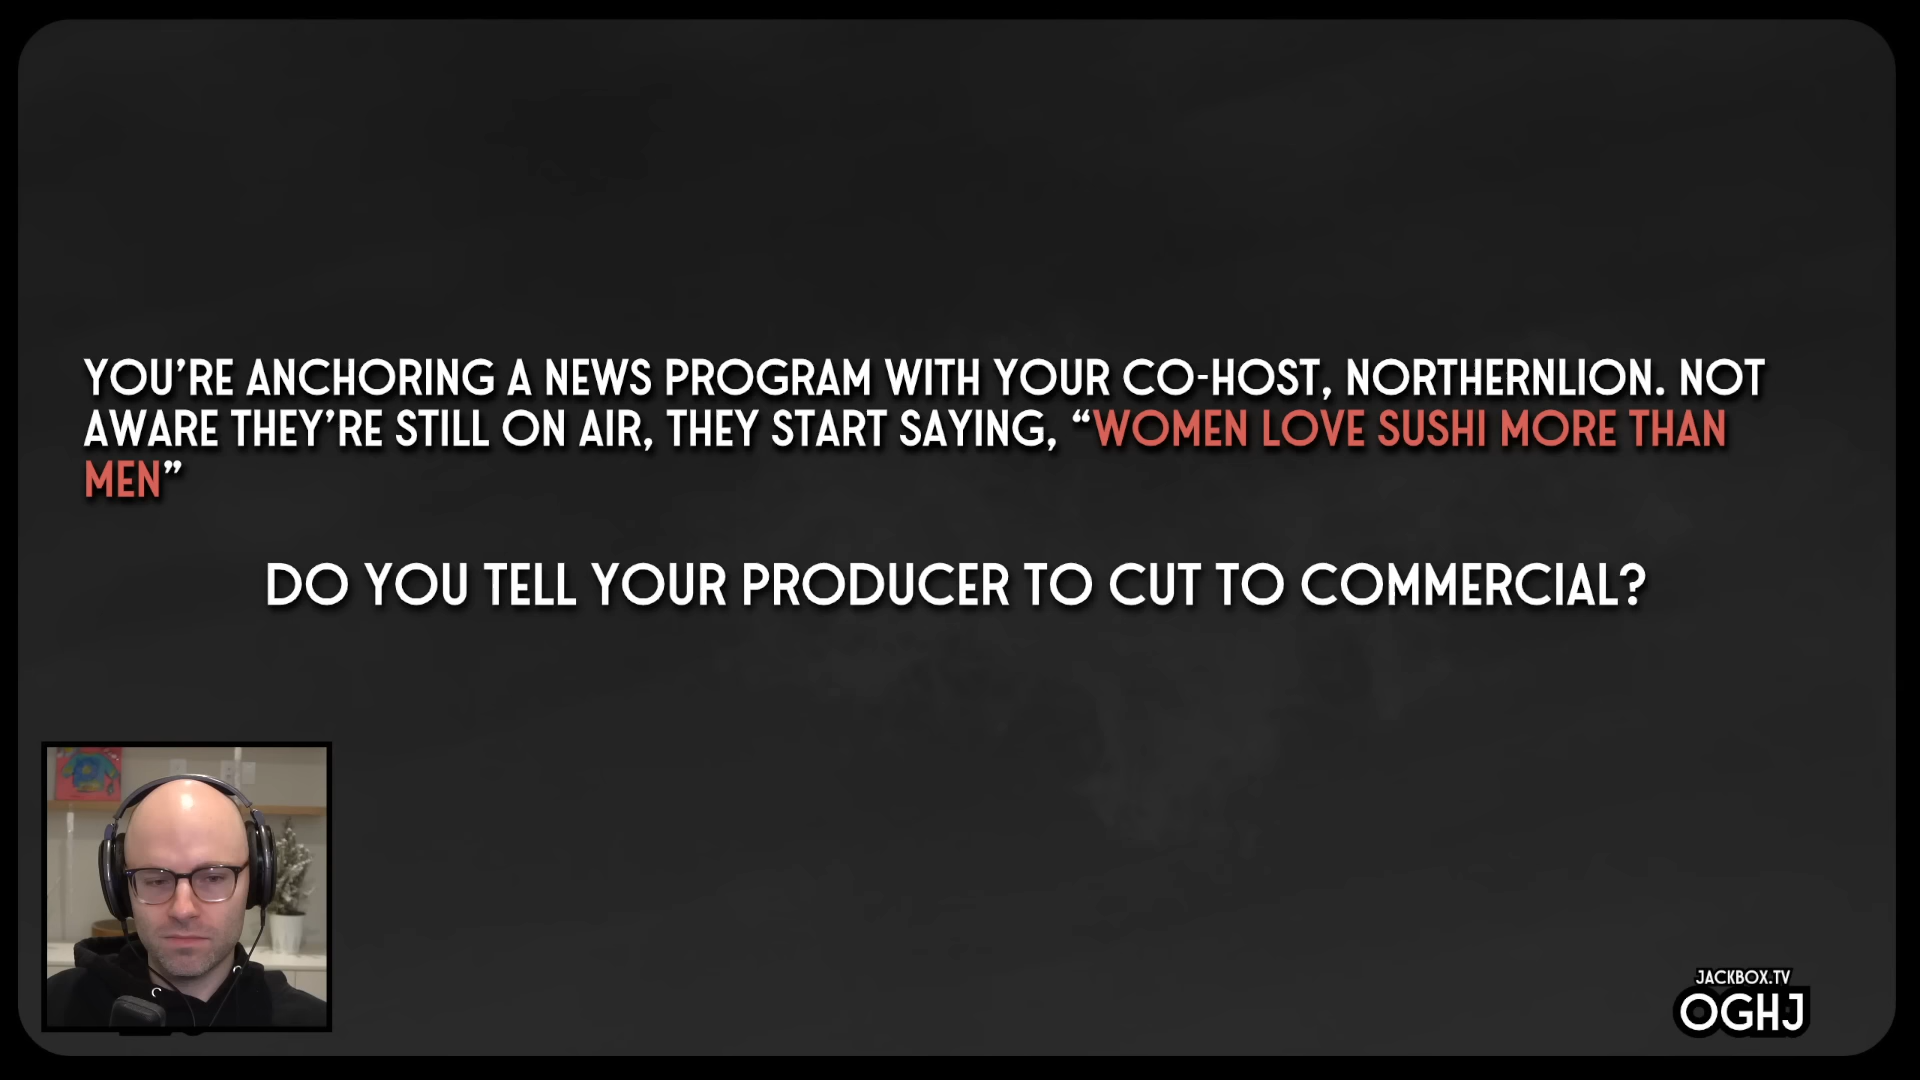 YOU’RE ANCHORING A NEWS PROGRAM WITH YOUR CO-HOST, NORTHERNLION. NOT
AWARE THEY’RE STILL ON AIR, THEY START SAYING, “WOMEN LOVE SUSHI MORE THAN
MEN”
DO YOU TELL YOUR PRODUCER TO CUT TO COMMERCIAL?
JACKBOX.TV
OGHJ